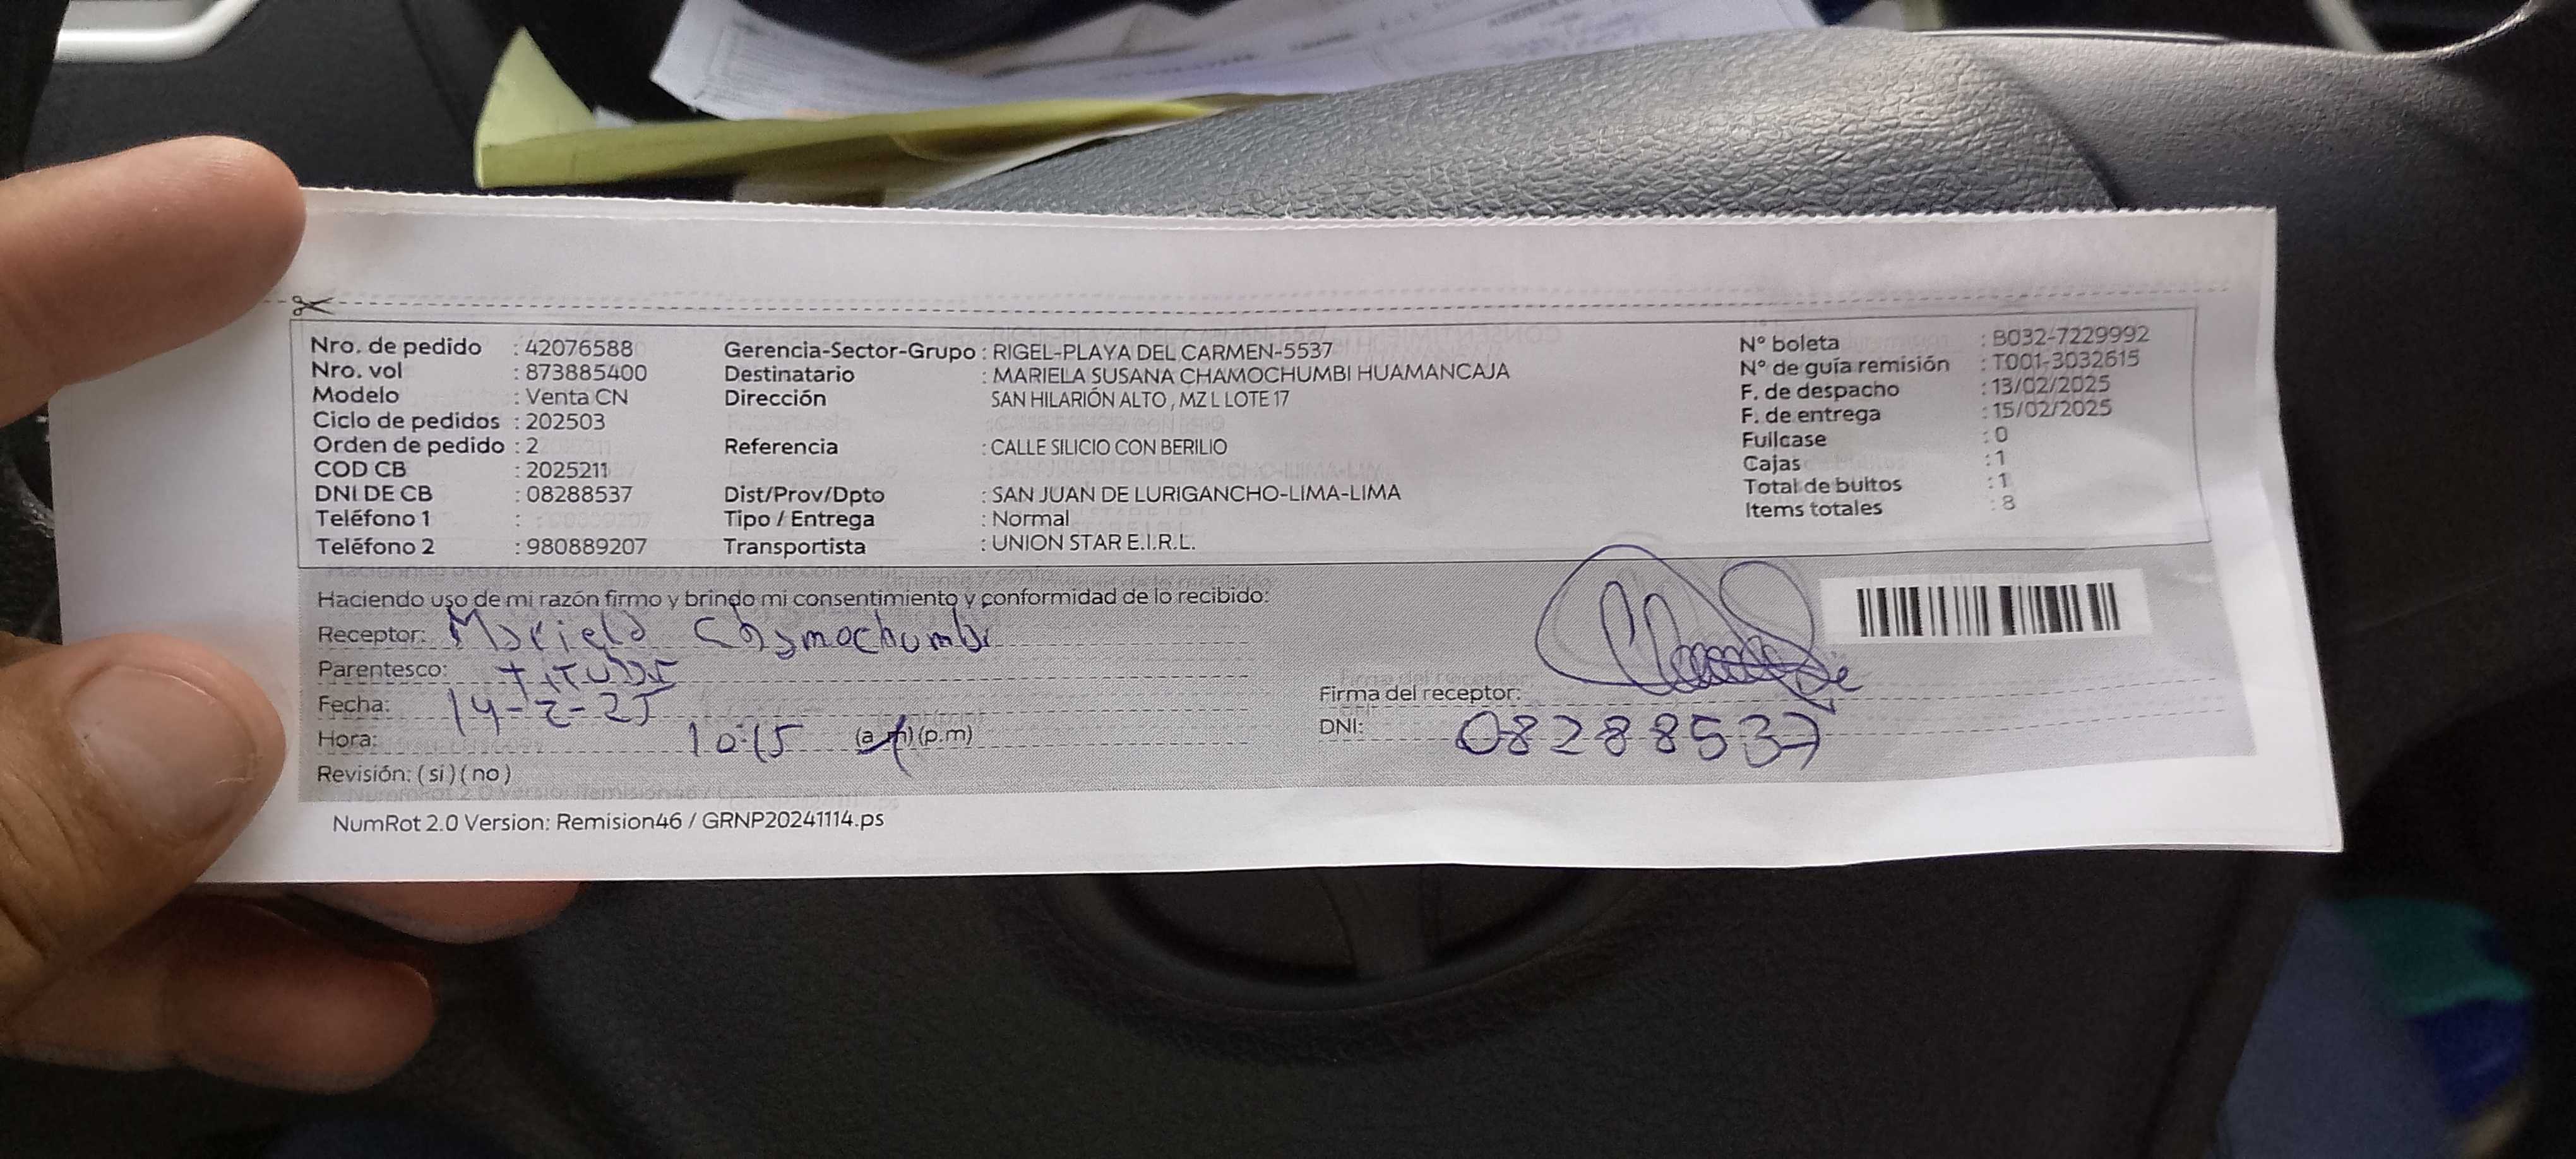 Nro. de pedido : 42076588
Nro. vol : 873885400
Modelo : Venta CN
Ciclo de pedidos : 202503
Orden de pedido : 2
COD CB : 2025211
DNI DE CB : 08288537
Teléfono 1 :
Teléfono 2 : 980889207
Gerencia-Sector-Grupo : RIGEL-PLAYA DEL CARMEN-5537
Destinatario : MARIELA SUSANA CHAMOCHUMBI HUAMANCAJA
Dirección SAN HILARIÓN ALTO , MZ L LOTE 17
Referencia : CALLE SILICIO CON BERILIO
Dist/Prov/Dpto : SAN JUAN DE LURIGANCHO-LIMA-LIMA
Tipo / Entrega : Normal
Transportista : UNION STAR E.I.R.L.
N° boleta : B032-7229992
N° de guía remisión : T001-3032615
F. de despacho : 13/02/2025
F. de entrega : 15/02/2025
Fullcase : 0
Cajas : 1
Total de bultos : 1
Items totales : 8
Haciendo uso de mi razón firmo y brindo mi consentimiento y conformidad de lo recibido:
Receptor: Mariela Chamochumbi
Parentesco:
Fecha: 14-2-25
Hora: 10:15 (a.m)(p.m)
Revisión: (si)(no)
Firma del receptor:
DNI: 08288537
NumRot 2.0 Version: Remision46 / GRNP20241114.ps